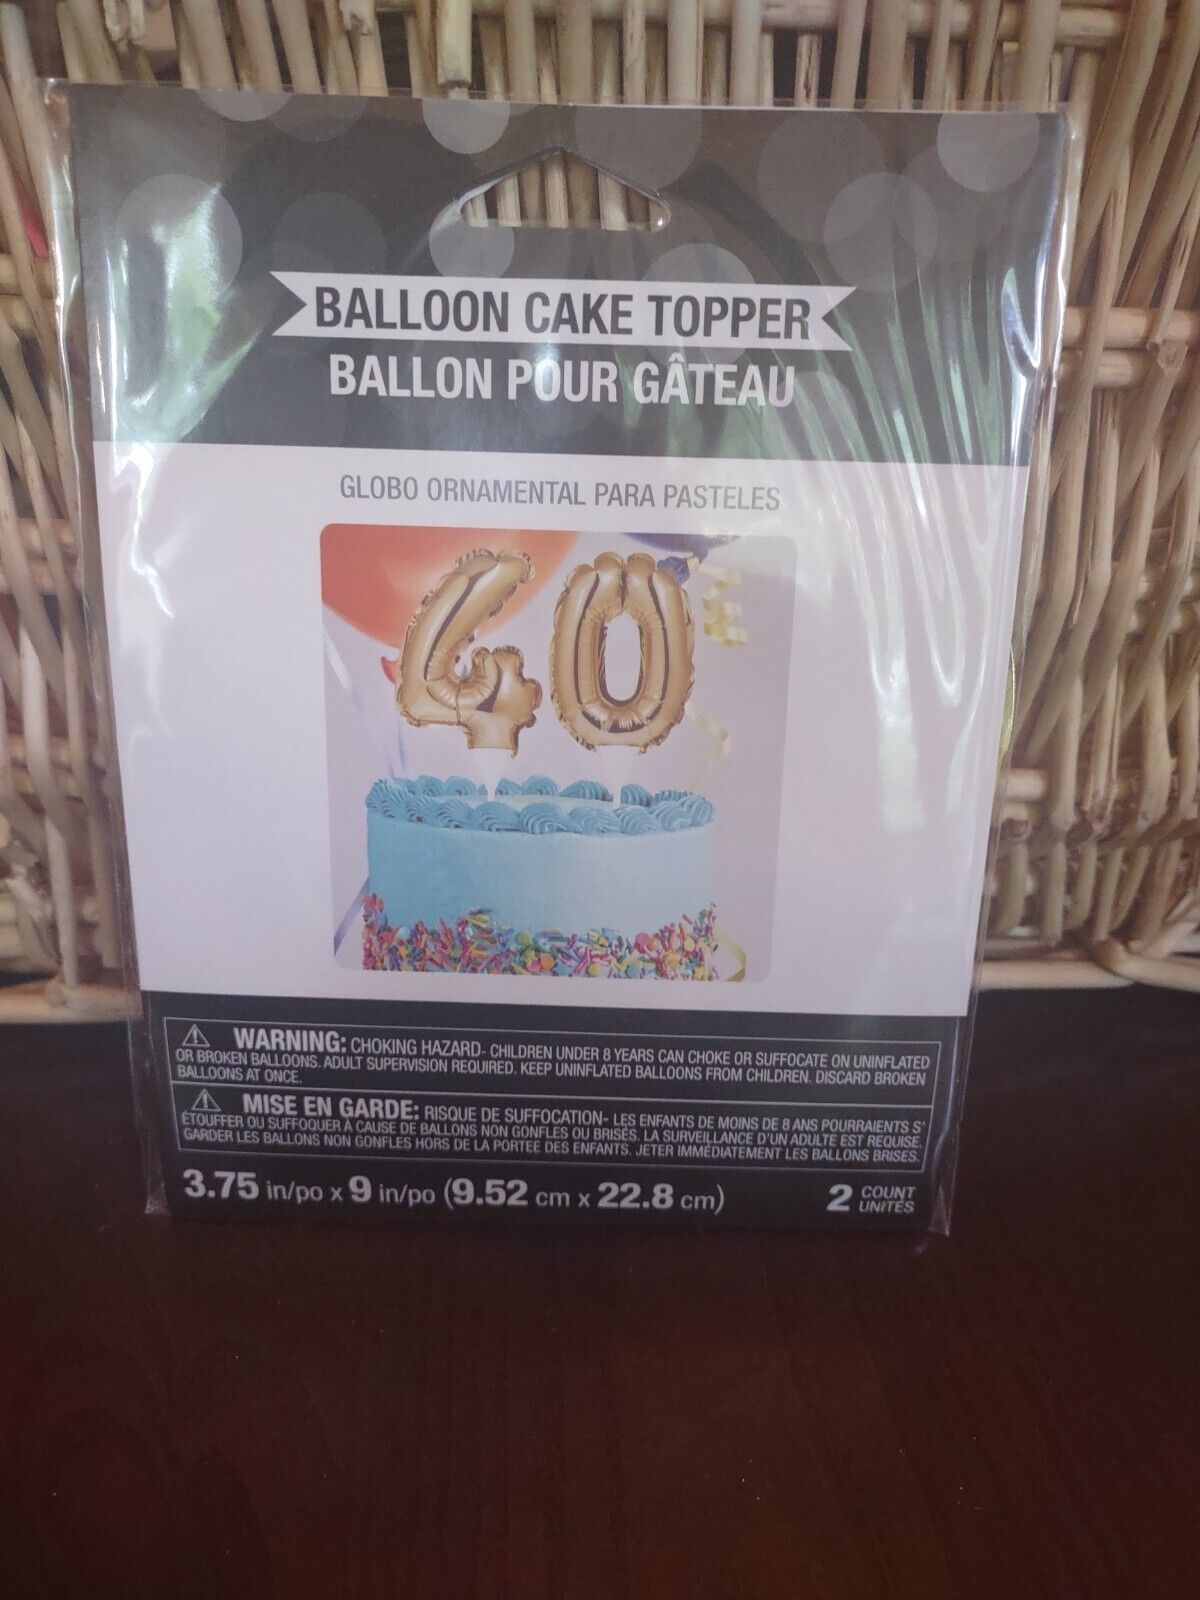 BALLOON CAKE TOPPER
BALLON POUR GÂTEAU
GLOBO ORNAMENTAL PARA PASTELES
40
WARNING: CHOKING HAZARD- CHILDREN UNDER 8 YEARS CAN CHOKE OR SUFFOCATE ON UNINFLATED
OR BROKEN BALLOONS. ADULT SUPERVISION REQUIRED. KEEP UNINFLATED BALLOONS FROM CHILDREN. DISCARD BROKEN
BALLOONS AT ONCE.
MISE EN GARDE: RISQUE DE SUFFOCATION- LES ENFANTS DE MOINS DE 8 ANS POURRAIENTS S'
ÉTOUFFER OU SUFFOQUER À CAUSE DE BALLONS NON GONFLES OU BRISÉS. LA SURVEILLANCE D'UN ADULTE EST REQUISE.
GARDER LES BALLONS NON GONFLES HORS DE LA PORTEE DES ENFANTS. JETER IMMÉDIATEMENT LES BALLONS BRISES.
3.75 in/po x 9 in/po (9.52 cm x 22.8 cm)
2 COUNT
UNITÉS